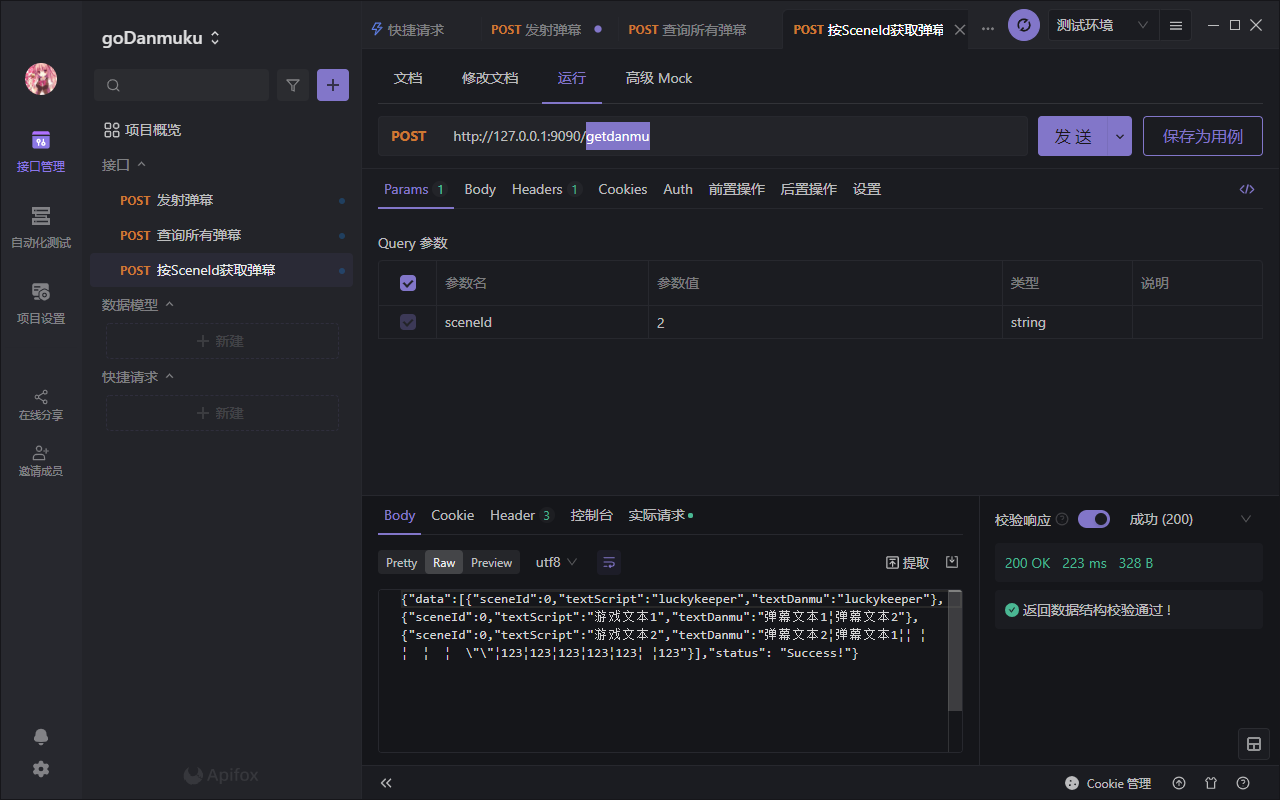 goDanmuku
接口管理
自动化测试
项目设置
在线分享
邀请成员
项目概览
接口
POST 发射弹幕
POST 查询所有弹幕
POST 按SceneId获取弹幕
数据模型
新建
快捷请求
新建
Apifox
快捷请求
POST 发射弹幕
POST 查询所有弹幕
POST 按SceneId获取弹幕
测试环境
文档 修改文档 运行 高级 Mock
POST http://127.0.0.1:9090/getdanmu
发 送
保存为用例
Params 1 Body Headers 1 Cookies Auth 前置操作 后置操作 设置
Query 参数
参数名 参数值 类型 说明
sceneId 2 string
Body Cookie Header 3 控制台 实际请求
Pretty Raw Preview utf8
提取
{"data":[{"sceneId":0,"textScript":"luckykeeper","textDanmu":"luckykeeper"},
{"sceneId":0,"textScript":"游戏文本1","textDanmu":"弹幕文本1¦弹幕文本2"},
{"sceneId":0,"textScript":"游戏文本2","textDanmu":"弹幕文本2¦弹幕文本1¦¦ ¦
¦ ¦ ¦ \"\"¦123¦123¦123¦123¦123¦ ¦123"}],"status": "Success!"}
校验响应 成功 (200)
200 OK 223 ms 328 B
返回数据结构校验通过！
Cookie 管理